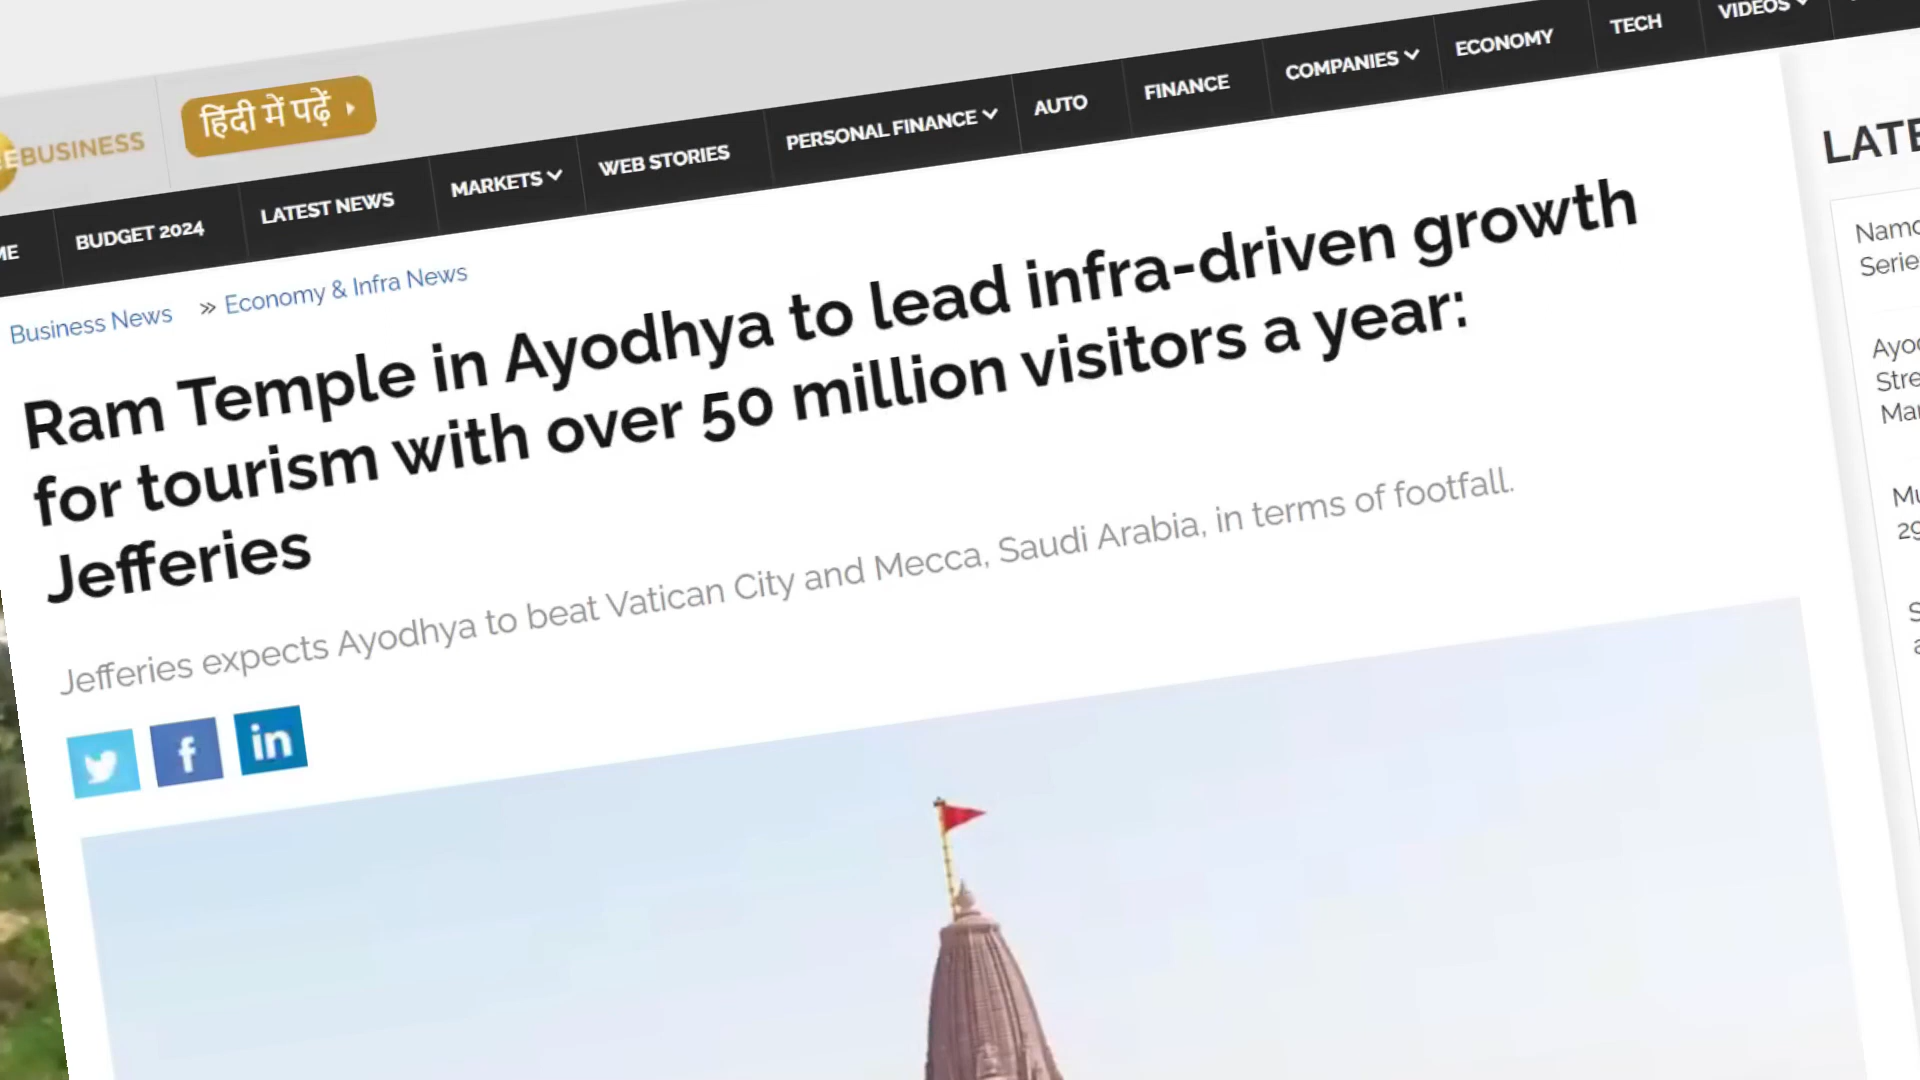 BUSINESS
हिंदी में पढ़ें
BUDGET 2024
LATEST NEWS
MARKETS
WEB STORIES
PERSONAL FINANCE
AUTO
FINANCE
COMPANIES
ECONOMY
TECH
VIDEOS
Business News » Economy & Infra News
Ram Temple in Ayodhya to lead infra-driven growth
for tourism with over 50 million visitors a year:
Jefferies
Jefferies expects Ayodhya to beat Vatican City and Mecca, Saudi Arabia, in terms of footfall.
f
in